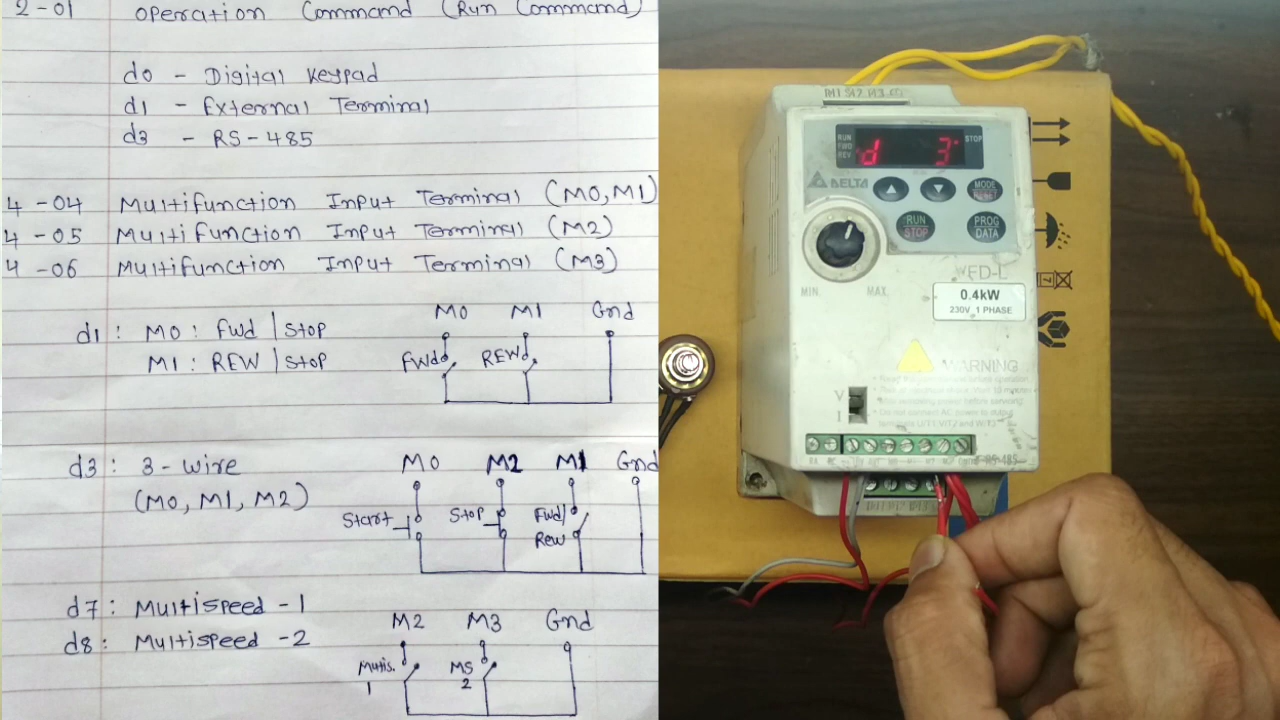 2-01 Operation Command (Run Command)
d0 - Digital Keypad
d1 - External Terminal
d3 - RS-485
4-04 Multifunction Input Terminal (M0,M1)
4-05 Multifunction Input Terminal (M2)
4-06 Multifunction Input Terminal (M3)
d1 : M0 : Fwd | Stop
M1 : REW | Stop
M0 M1 Gnd
FWd REWd
d3 : 3-wire
(M0, M1, M2)
M0 M2 M1 Gnd
Start Stop Fwd/
Rew
d7 : Multispeed -1
d8 : Multispeed -2
M2 M3 Gnd
Mutis. MS
1 2
RUN
FWD
REV
d 3
STOP
DELTA
MODE
RESET
RUN
STOP
PROG
DATA
MIN MAX
VFD-L
0.4kW
230V 1 PHASE
WARNING
V
I